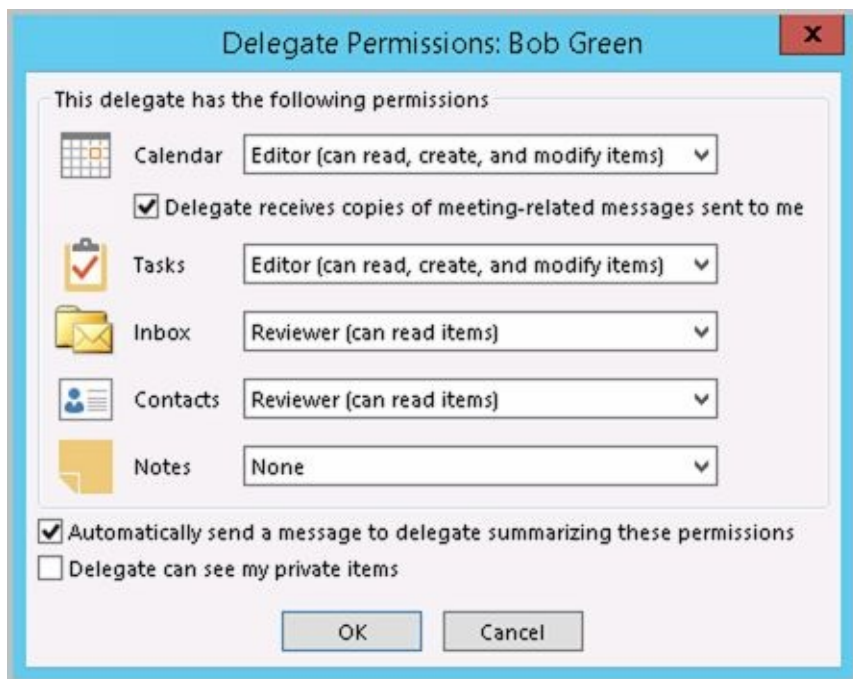 Delegate Permissions: Bob Green
x
This delegate has the following permissions
Calendar Editor (can read, create, and modify items)
Delegate receives copies of meeting-related messages sent to me
Tasks Editor (can read, create, and modify items)
Inbox Reviewer (can read items)
Contacts Reviewer (can read items)
Notes None
Automatically send a message to delegate summarizing these permissions
Delegate can see my private items
OK Cancel